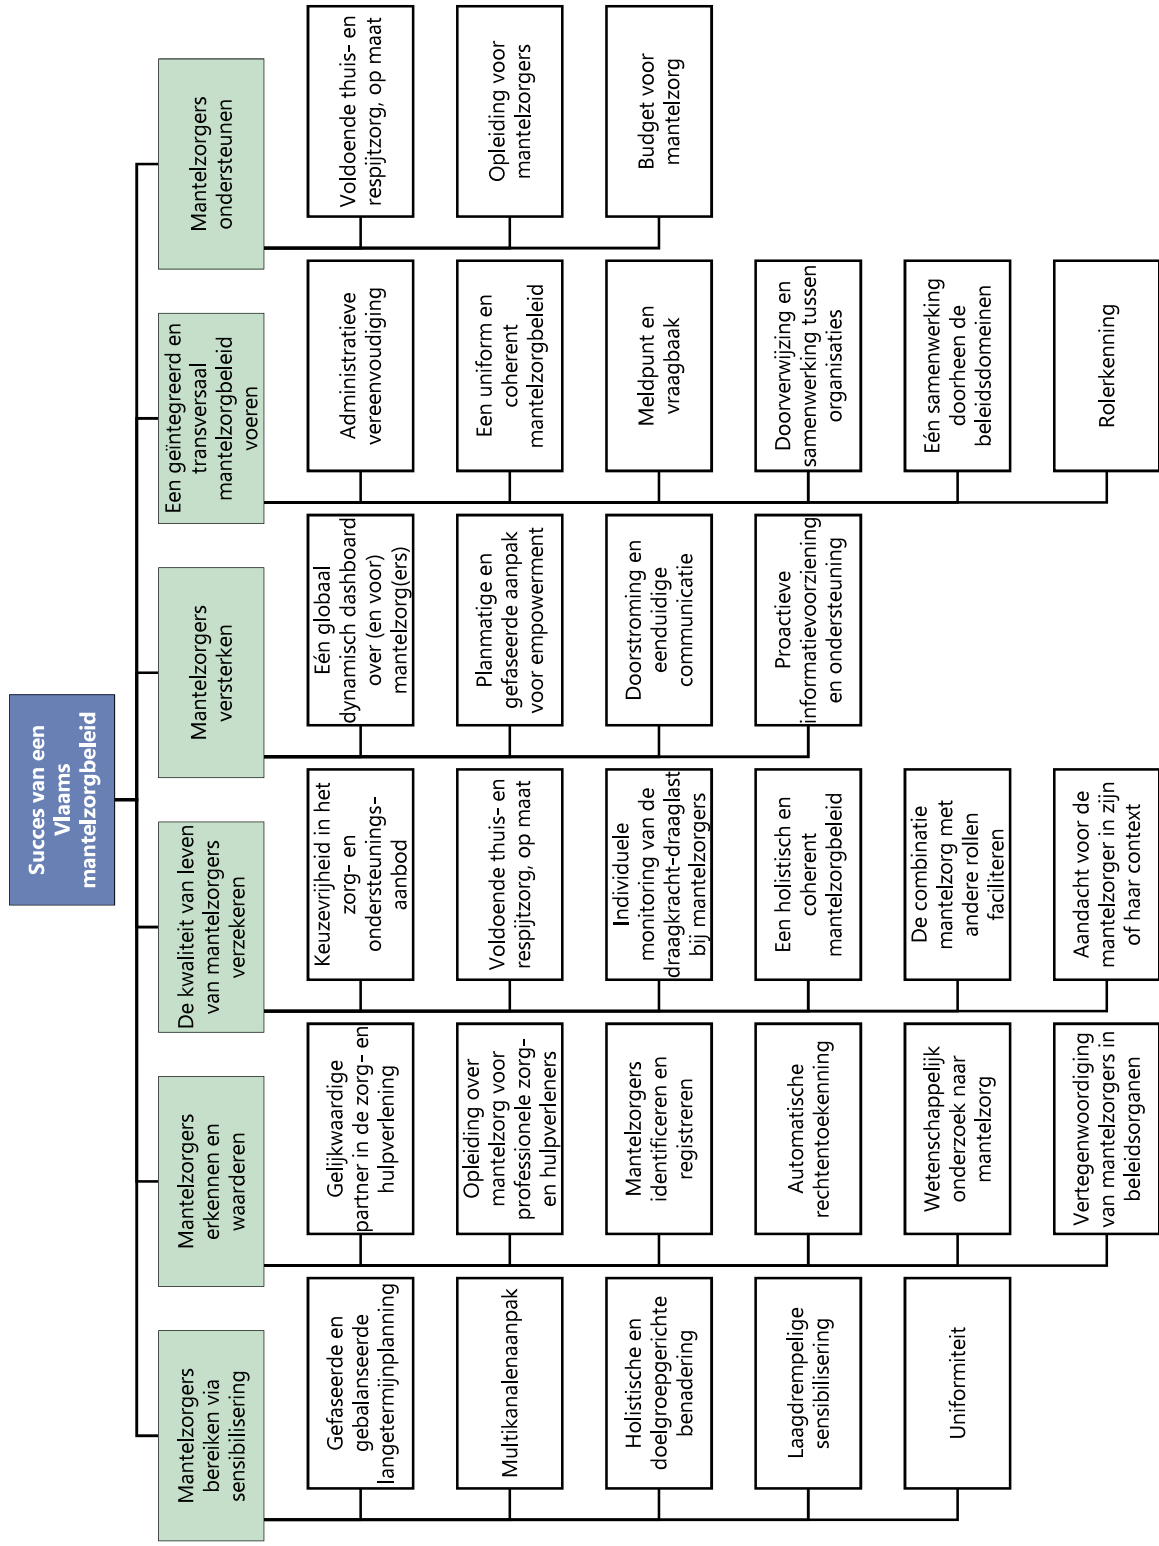 Succes van een
Vlaams
mantelzorgbeleid
Mantelzorgers
bereiken via
sensibilisering
Gefaseerde en
gebalanseerde
langetermijnplanning
Multikanalenaanpak
Holistische en
doelgroepgerichte
benadering
Laagdrempelige
sensibilisering
Uniformiteit
Mantelzorgers
erkennen en
waarderen
Gelijkwaardige
partner in de zorg- en
hulpverlening
Opleiding over
mantelzorg voor
professionele zorg-
en hulpverleners
Mantelzorgers
identificeren en
registreren
Automatische
rechtentoekenning
Wetenschappelijk
onderzoek naar
mantelzorg
Vertegenwoordiging
van mantelzorgers in
beleidsorganen
De kwaliteit van leven
van mantelzorgers
verzekeren
Keuzevrijheid in het
zorg- en
ondersteunings-
aanbod
Voldoende thuis- en
respijtzorg, op maat
Individuele
monitoring van de
draagkracht-draaglast
bij mantelzorgers
Een holistisch en
coherent
mantelzorgbeleid
De combinatie
mantelzorg met
andere rollen
faciliteren
Aandacht voor de
mantelzorger in zijn
of haar context
Mantelzorgers
versterken
Eén globaal
dynamisch dashboard
over (en voor)
mantelzorg(ers)
Planmatige en
gefaseerde aanpak
voor empowerment
Doorstroming en
eenduidige
communicatie
Proactieve
informatievoorziening
en ondersteuning
Een geïntegreerd en
transversaal
mantelzorgbeleid
voeren
Administratieve
vereenvoudiging
Een uniform en
coherent
mantelzorgbeleid
Meldpunt en
vraagbaak
Doorverwijzing en
samenwerking tussen
organisaties
Eén samenwerking
doorheen de
beleidsdomeinen
Rolerkenning
Mantelzorgers
ondersteunen
Voldoende thuis- en
respijtzorg, op maat
Opleiding voor
mantelzorgers
Budget voor
mantelzorg